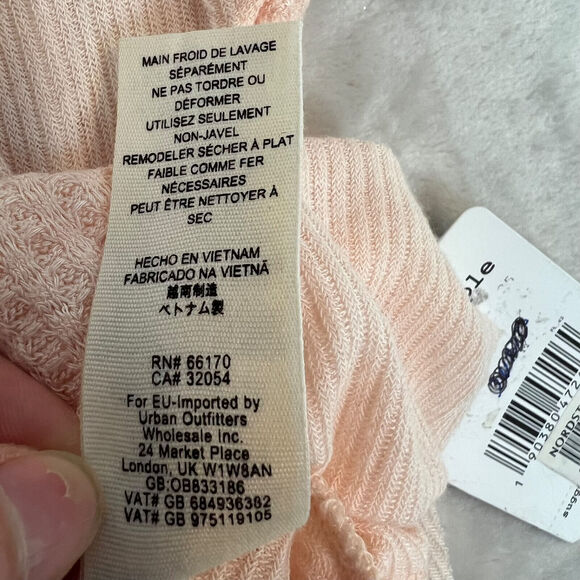 MAIN FROID DE LAVAGE
SÉPARÉMENT
NE PAS TORDRE OU
DÉFORMER
UTILISEZ SEULEMENT
NON-JAVEL
REMODELER SÉCHER À PLAT
FAIBLE COMME FER
NÉCESSAIRES
PEUT ÊTRE NETTOYER À
SEC
HECHO EN VIETNAM
FABRICADO NA VIETNÃ
越南制造
ベトナム製
RN# 66170
CA# 32054
For EU-Imported by
Urban Outfitters
Wholesale Inc.
24 Market Place
London, UK W1W8AN
GB:OB833186
VAT# GB 684936382
VAT# GB 975119105